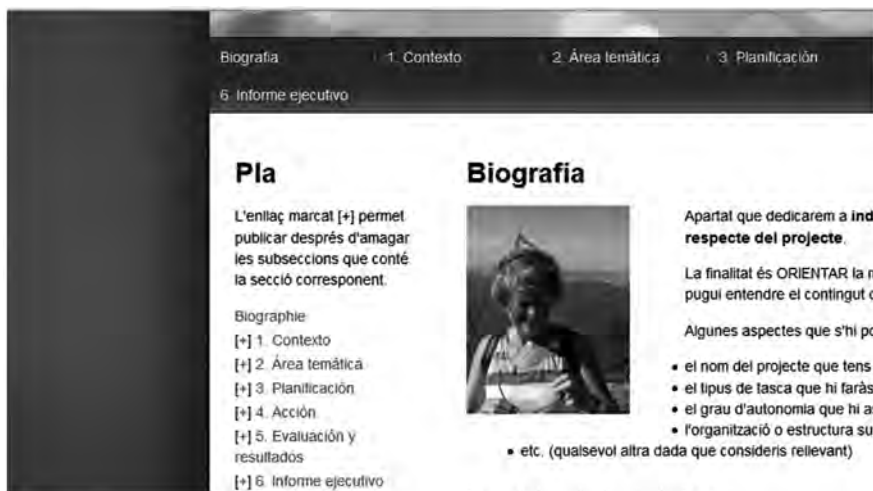 Biografia 1. Contexto 2. Área temática 3. Planificación
6. Informe ejecutivo
Pla
L'enllaç marcat [+] permet
publicar després d'amagar
les subseccions que conté
la secció corresponent.
Biographie
[+] 1. Contexto
[+] 2. Área temática
[+] 3. Planificación
[+] 4. Acción
[+] 5. Evaluación y
resultados
[+] 6. Informe ejecutivo
Biografia
Apartat que dedicarem a ind
respecte del projecte.
La finalitat és ORIENTAR la
pugui entendre el contingut
Algunes aspectes que s'hi
• el nom del projecte que tens
• el tipus de tasca que hi faràs
• el grau d'autonomia que hi
• l'organització o estructura su
• etc. (qualsevol altra dada que consideris rellevant)